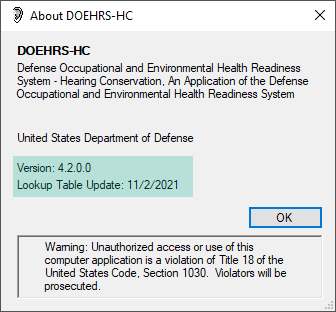 About DOEHRS-HC
DOEHRS-HC
Defense Occupational and Environmental Health Readiness
System - Hearing Conservation, An Application of the Defense
Occupational and Environmental Health Readiness System
United States Department of Defense
Version: 4.2.0.0
Lookup Table Update: 11/2/2021
OK
Warning: Unauthorized access or use of this
computer application is a violation of Title 18 of the
United States Code, Section 1030.  Violators will be
prosecuted.